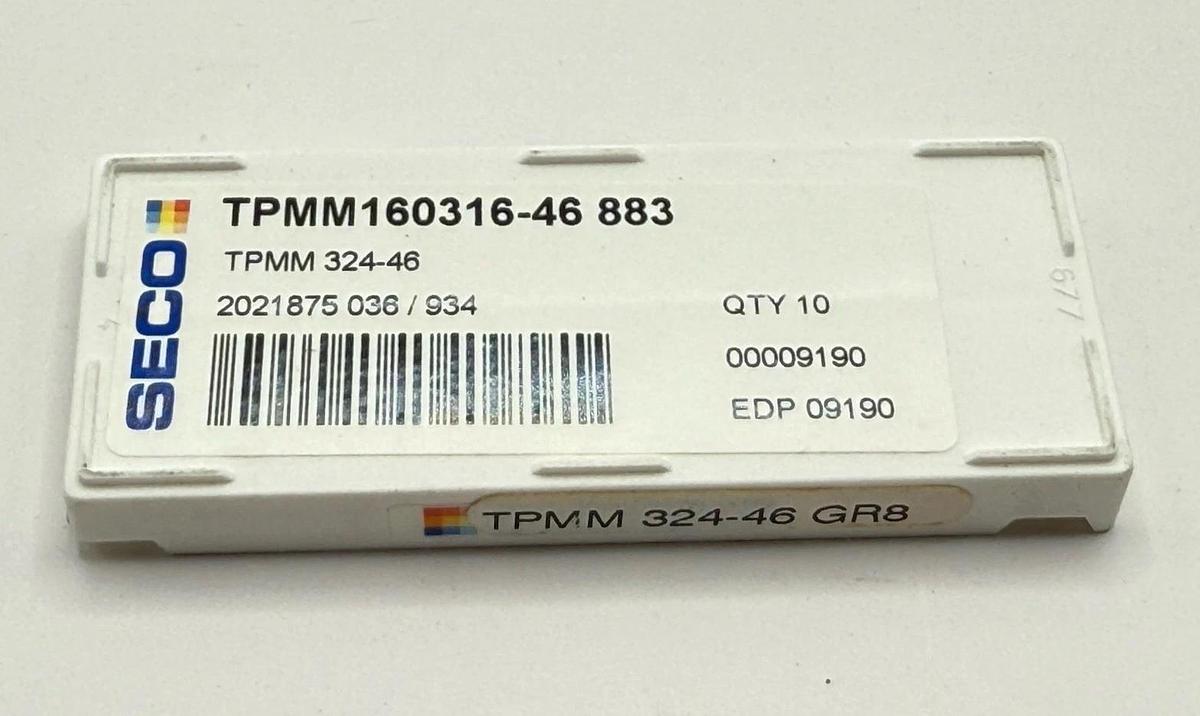 SECO
TPMM160316-46 883
TPMM 324-46
2021875 036 / 934
QTY 10
00009190
EDP 09190
TPMM 324-46 GR8